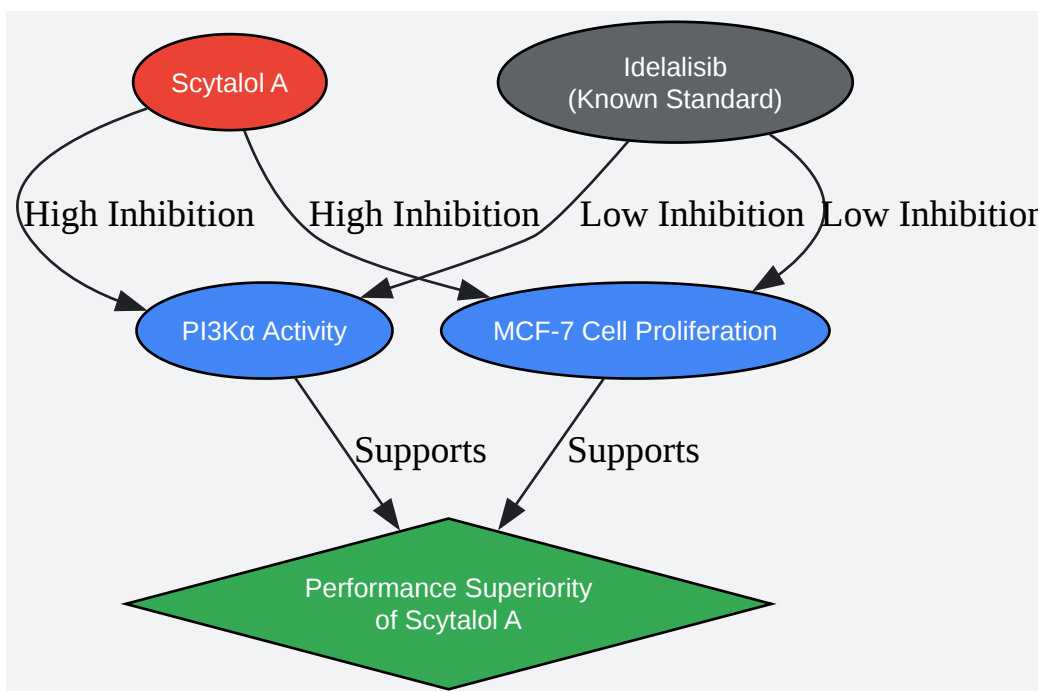 Scytalol A
Idelalisib
(Known Standard)
High Inhibition
High Inhibition
Low Inhibition
Low Inhibition
PI3Kα Activity
MCF-7 Cell Proliferation
Supports
Supports
Performance Superiority
of Scytalol A